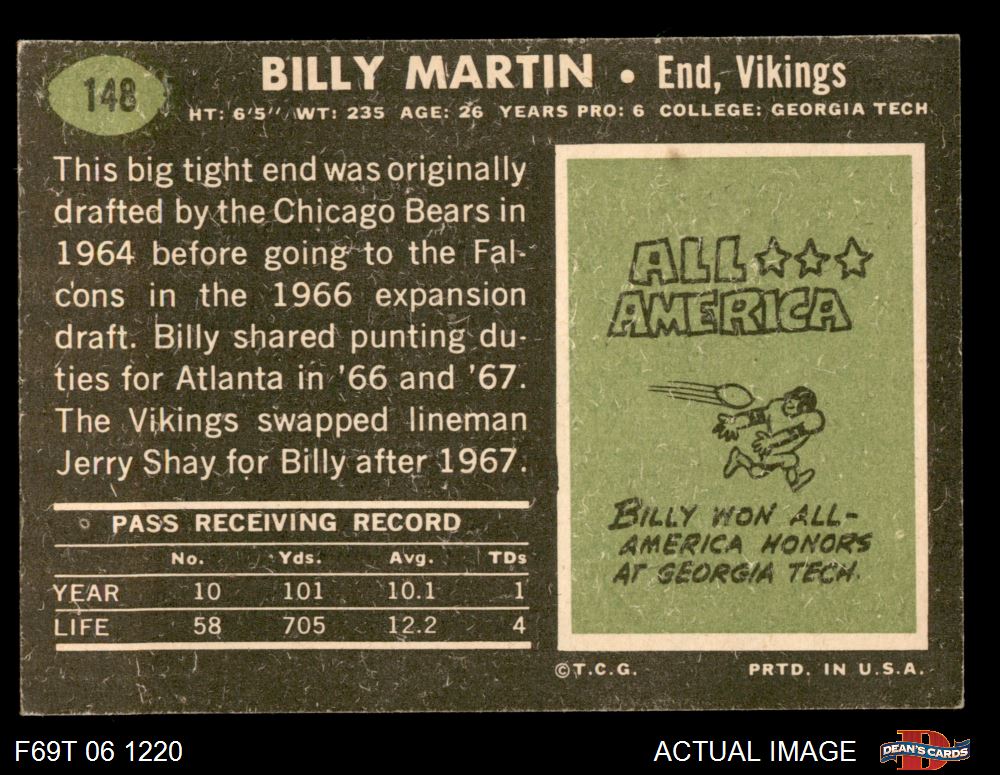 148
BILLY MARTIN • End, Vikings
HT: 6'5'' WT: 235 AGE: 26 YEARS PRO: 6 COLLEGE: GEORGIA TECH
This big tight end was originally
drafted by the Chicago Bears in
1964 before going to the Fal-
cons in the 1966 expansion
draft. Billy shared punting du-
ties for Atlanta in '66 and '67.
The Vikings swapped lineman
Jerry Shay for Billy after 1967.
PASS RECEIVING RECORD
No. Yds. Avg. TDs
YEAR 10 101 10.1 1
LIFE 58 705 12.2 4
ALL
AMERICA
BILLY WON ALL-
AMERICA HONORS
AT GEORGIA TECH.
©T.C.G. PRTD. IN U.S.A.
F69T 06 1220 ACTUAL IMAGE DEAN'S CARDS